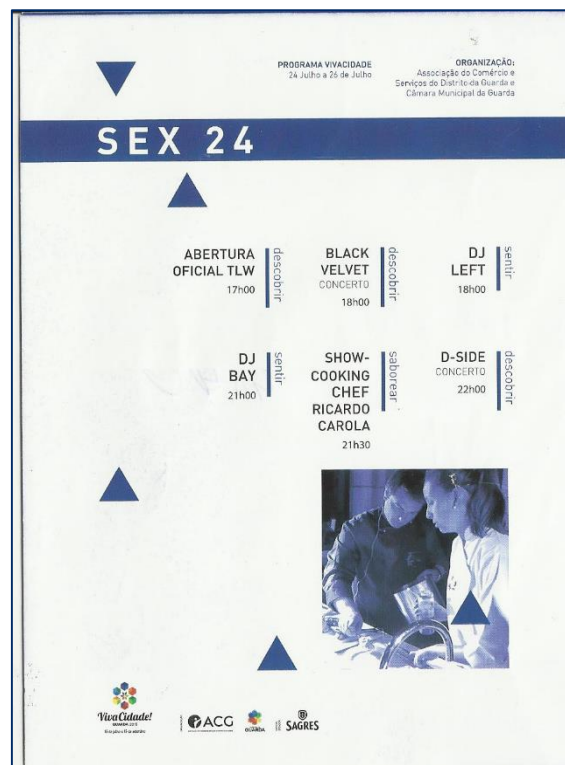 PROGRAMA VIVACIDADE
24 Julho a 26 de Julho
ORGANIZAÇÃO:
Associação do Comércio e
Serviços do Distrito da Guarda e
Câmara Municipal da Guarda
SEX 24
ABERTURA
OFICIAL TLW
17h00
descobrir
BLACK
VELVET
CONCERTO
18h00
descobrir
DJ
LEFT
18h00
sentir
DJ
BAY
21h00
sentir
SHOW-
COOKING
CHEF
RICARDO
CAROLA
21h30
saborear
D-SIDE
CONCERTO
22h00
descobrir
VivaCidade!
ACG
GUARDA
SAGRES